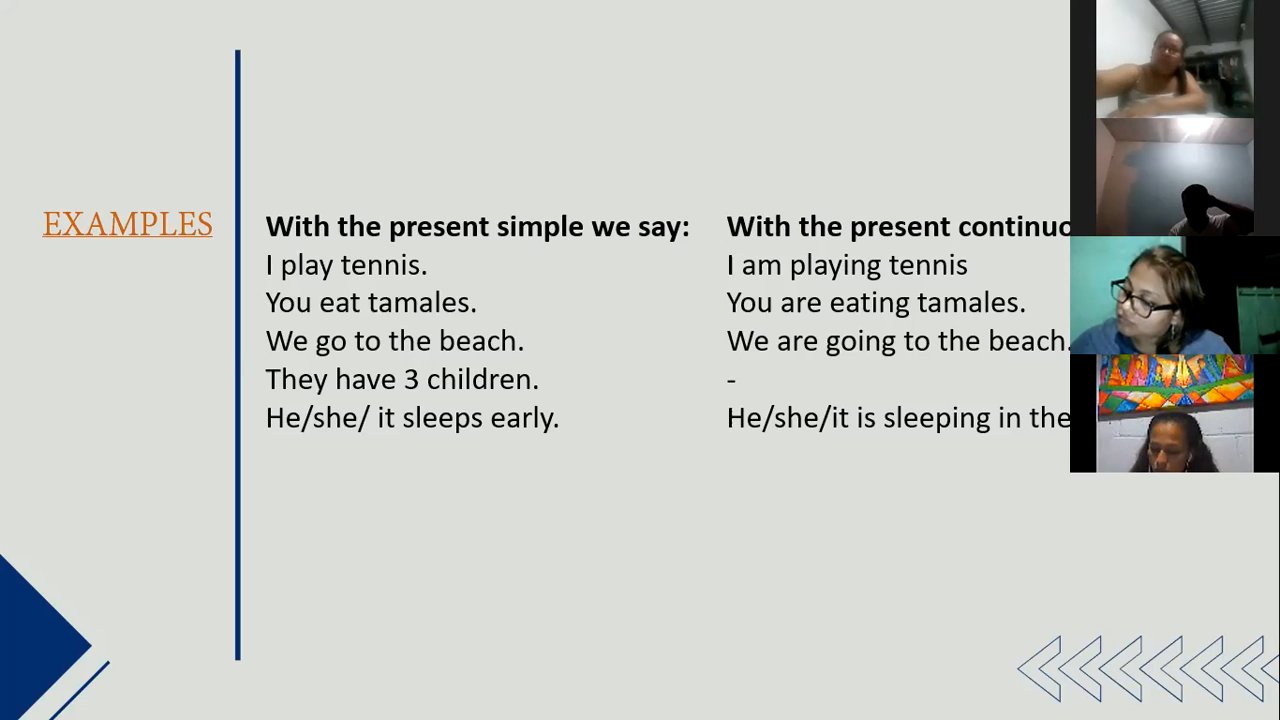 EXAMPLES
With the present simple we say:
I play tennis.
You eat tamales.
We go to the beach.
They have 3 children.
He/she/ it sleeps early.
With the present continuo
I am playing tennis
You are eating tamales.
We are going to the beach.
-
He/she/it is sleeping in the